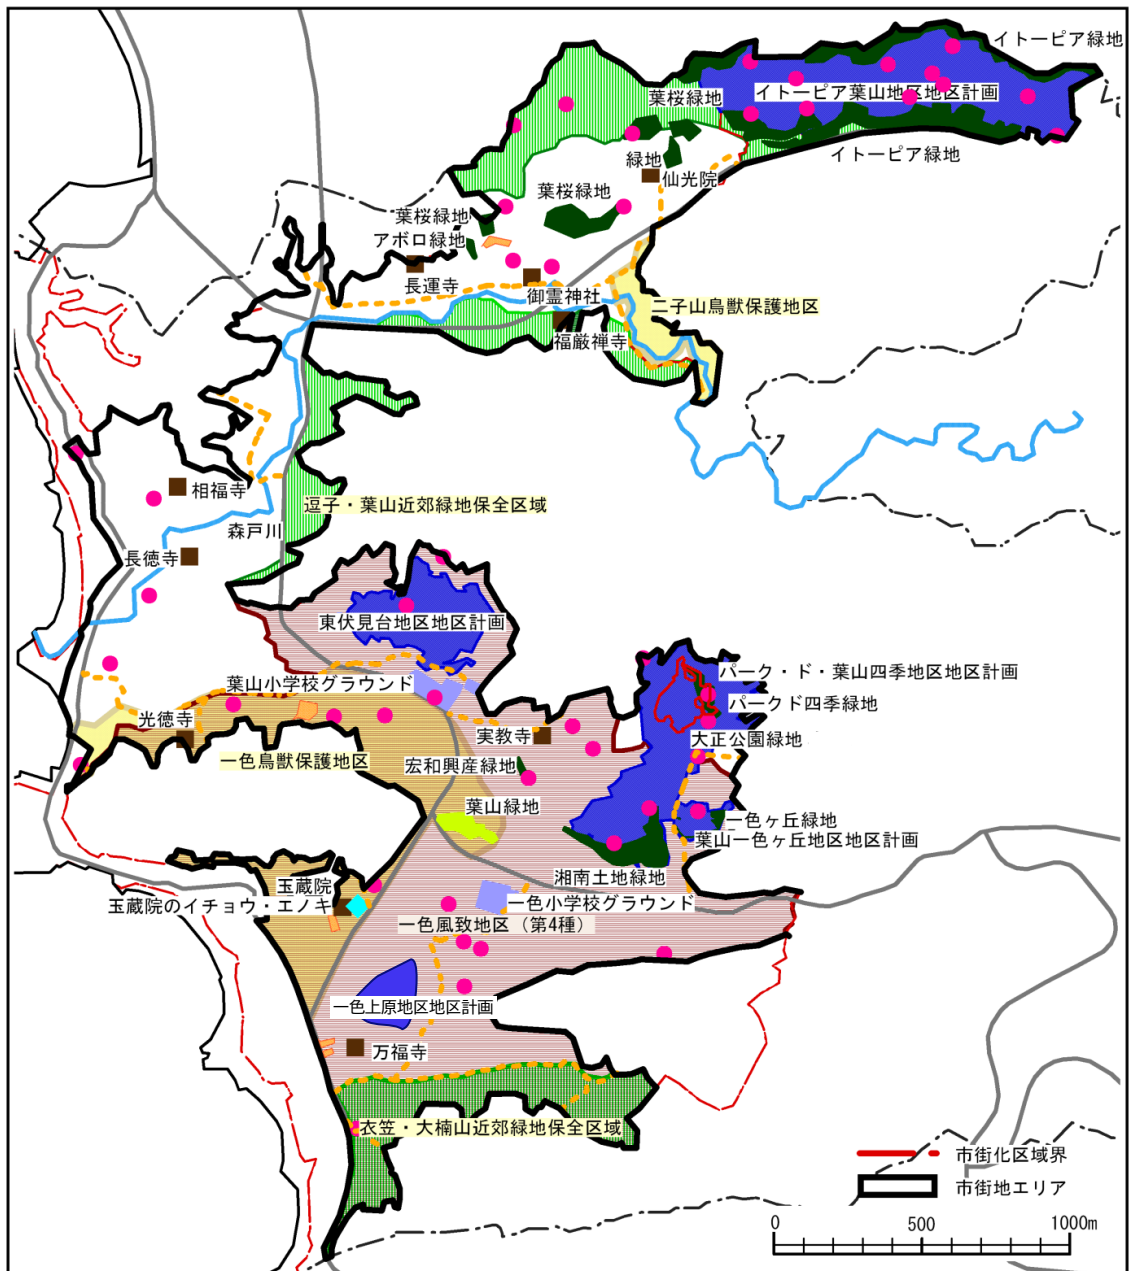 イトーピア緑地
葉桜緑地
イトーピア葉山地区地区計画
イトーピア緑地
緑地
仙光院
葉桜緑地
葉桜緑地
アボロ緑地
長運寺
御霊神社
二子山鳥獣保護地区
福厳禅寺
相福寺
逗子・葉山近郊緑地保全区域
森戸川
長徳寺
東伏見台地区地区計画
葉山小学校グラウンド
パーク・ド・葉山四季地区地区計画
パークド四季緑地
光徳寺
実教寺
大正公園緑地
一色鳥獣保護地区
宏和興産緑地
葉山緑地
一色ヶ丘緑地
葉山一色ヶ丘地区地区計画
湘南土地緑地
玉蔵院
玉蔵院のイチョウ・エノキ
一色小学校グラウンド
一色風致地区（第4種）
一色上原地区地区計画
万福寺
衣笠・大楠山近郊緑地保全区域
市街化区域界
市街地エリア
0 500 1000m